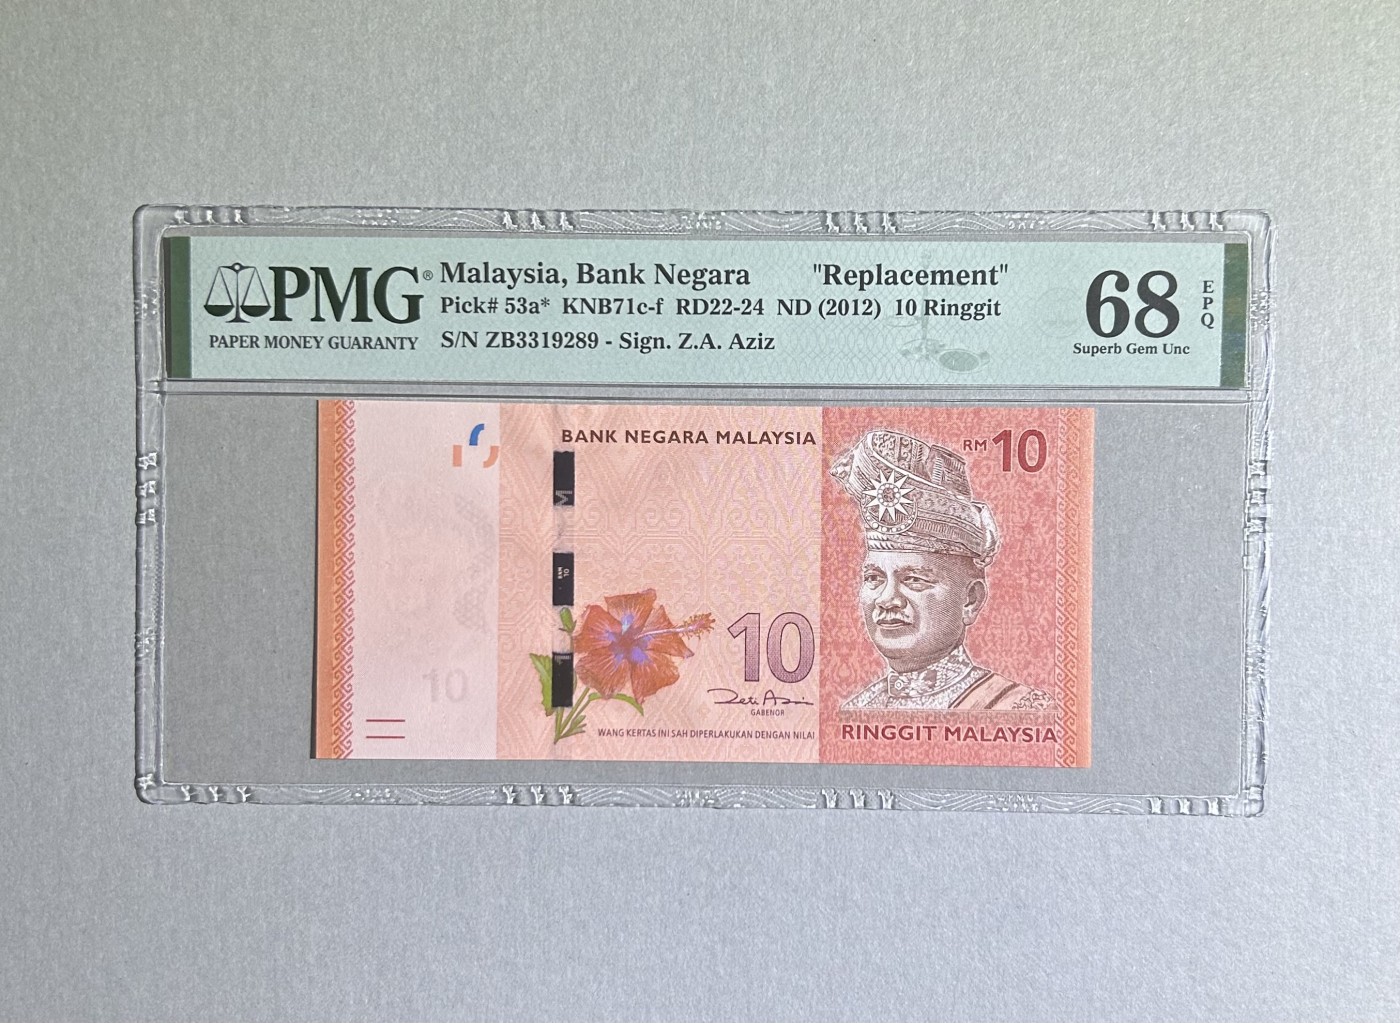 PMG®
PAPER MONEY GUARANTY
Malaysia, Bank Negara "Replacement"
Pick# 53a* KNB71c-f RD22-24 ND (2012) 10 Ringgit
S/N ZB3319289 - Sign. Z.A. Aziz
68
EPQ
Superb Gem Unc
BANK NEGARA MALAYSIA
RM10
M
10
10
GABENOR
WANG KERTAS INI SAH DIPERLAKUKAN DENGAN NILAI
RINGGIT MALAYSIA